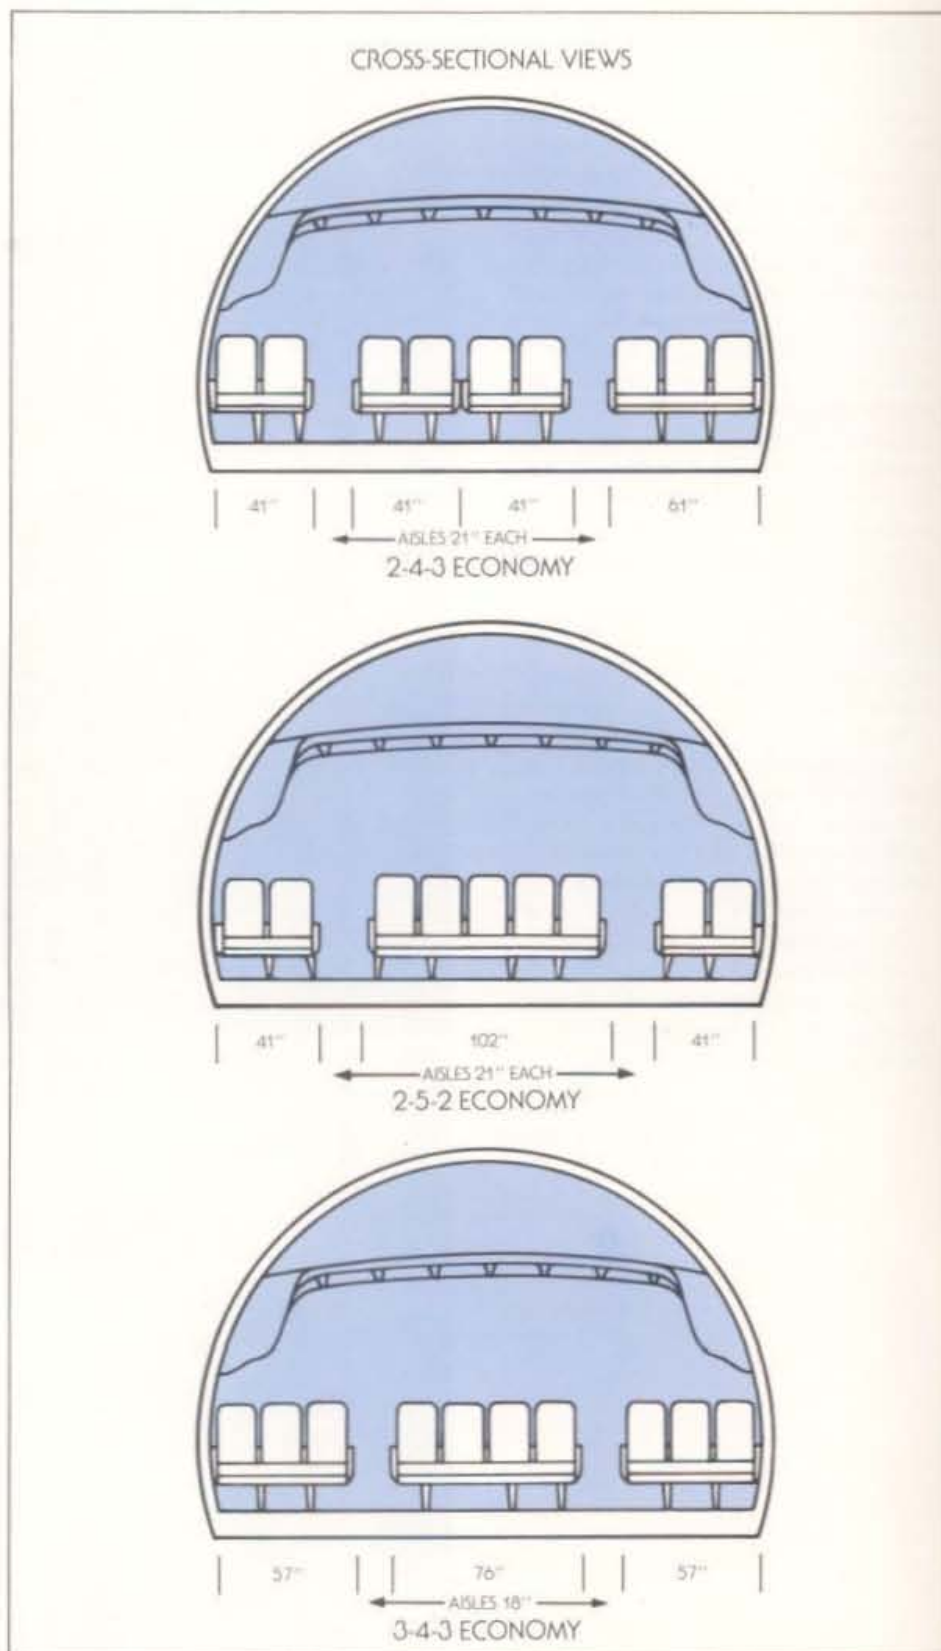 CROSS-SECTIONAL VIEWS
41" 41" 41" 61"
AISLES 21" EACH
2-4-3 ECONOMY
41" 102" 41"
AISLES 21" EACH
2-5-2 ECONOMY
57" 76" 57"
AISLES 18"
3-4-3 ECONOMY